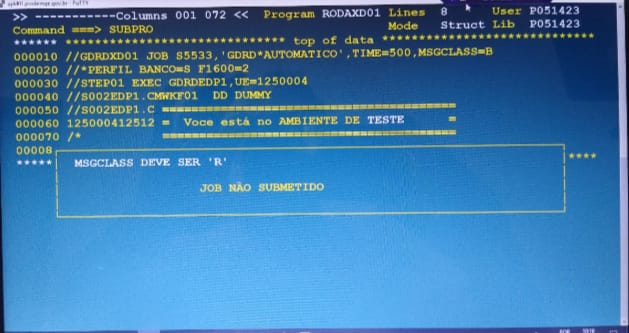 >> -----------Columns 001 072 << Program RODAXD01 Lines 8 User P051423
Command ===> SUBPRO Mode Struct Lib P051423
****** ****************************** top of data ******************************
000010 //GDRDXD01 JOB S5533,'GDRD*AUTOMATICO',TIME=500,MSGCLASS=B
000020 //*PERFIL BANCO=S F1600=2
000030 //STEP01 EXEC GDRDEDP1,UE=1250004
000040 //S002EDP1.CMWKF01 DD DUMMY
000050 //S002EDP1.C ========================================
000060 125000412512 = Voce está no AMBIENTE DE TESTE =
000070 /* ========================================
00008
***** MSGCLASS DEVE SER 'R' ****
JOB NÃO SUBMETIDO